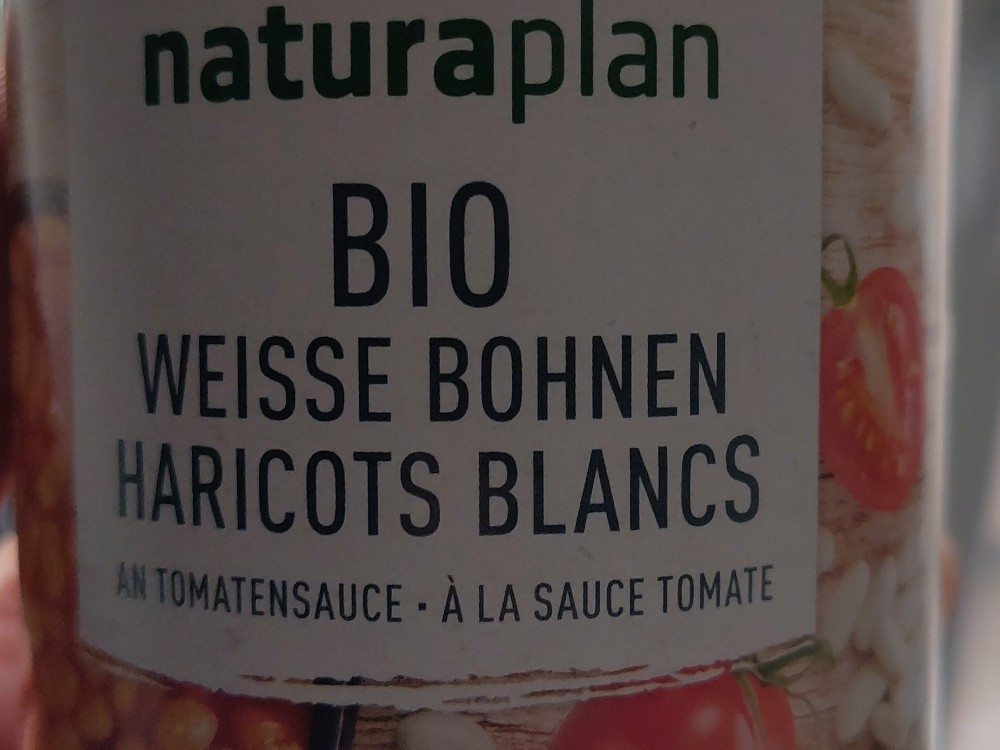 naturaplan
BIO
WEISSE BOHNEN
HARICOTS BLANCS
AN TOMATENSAUCE · À LA SAUCE TOMATE